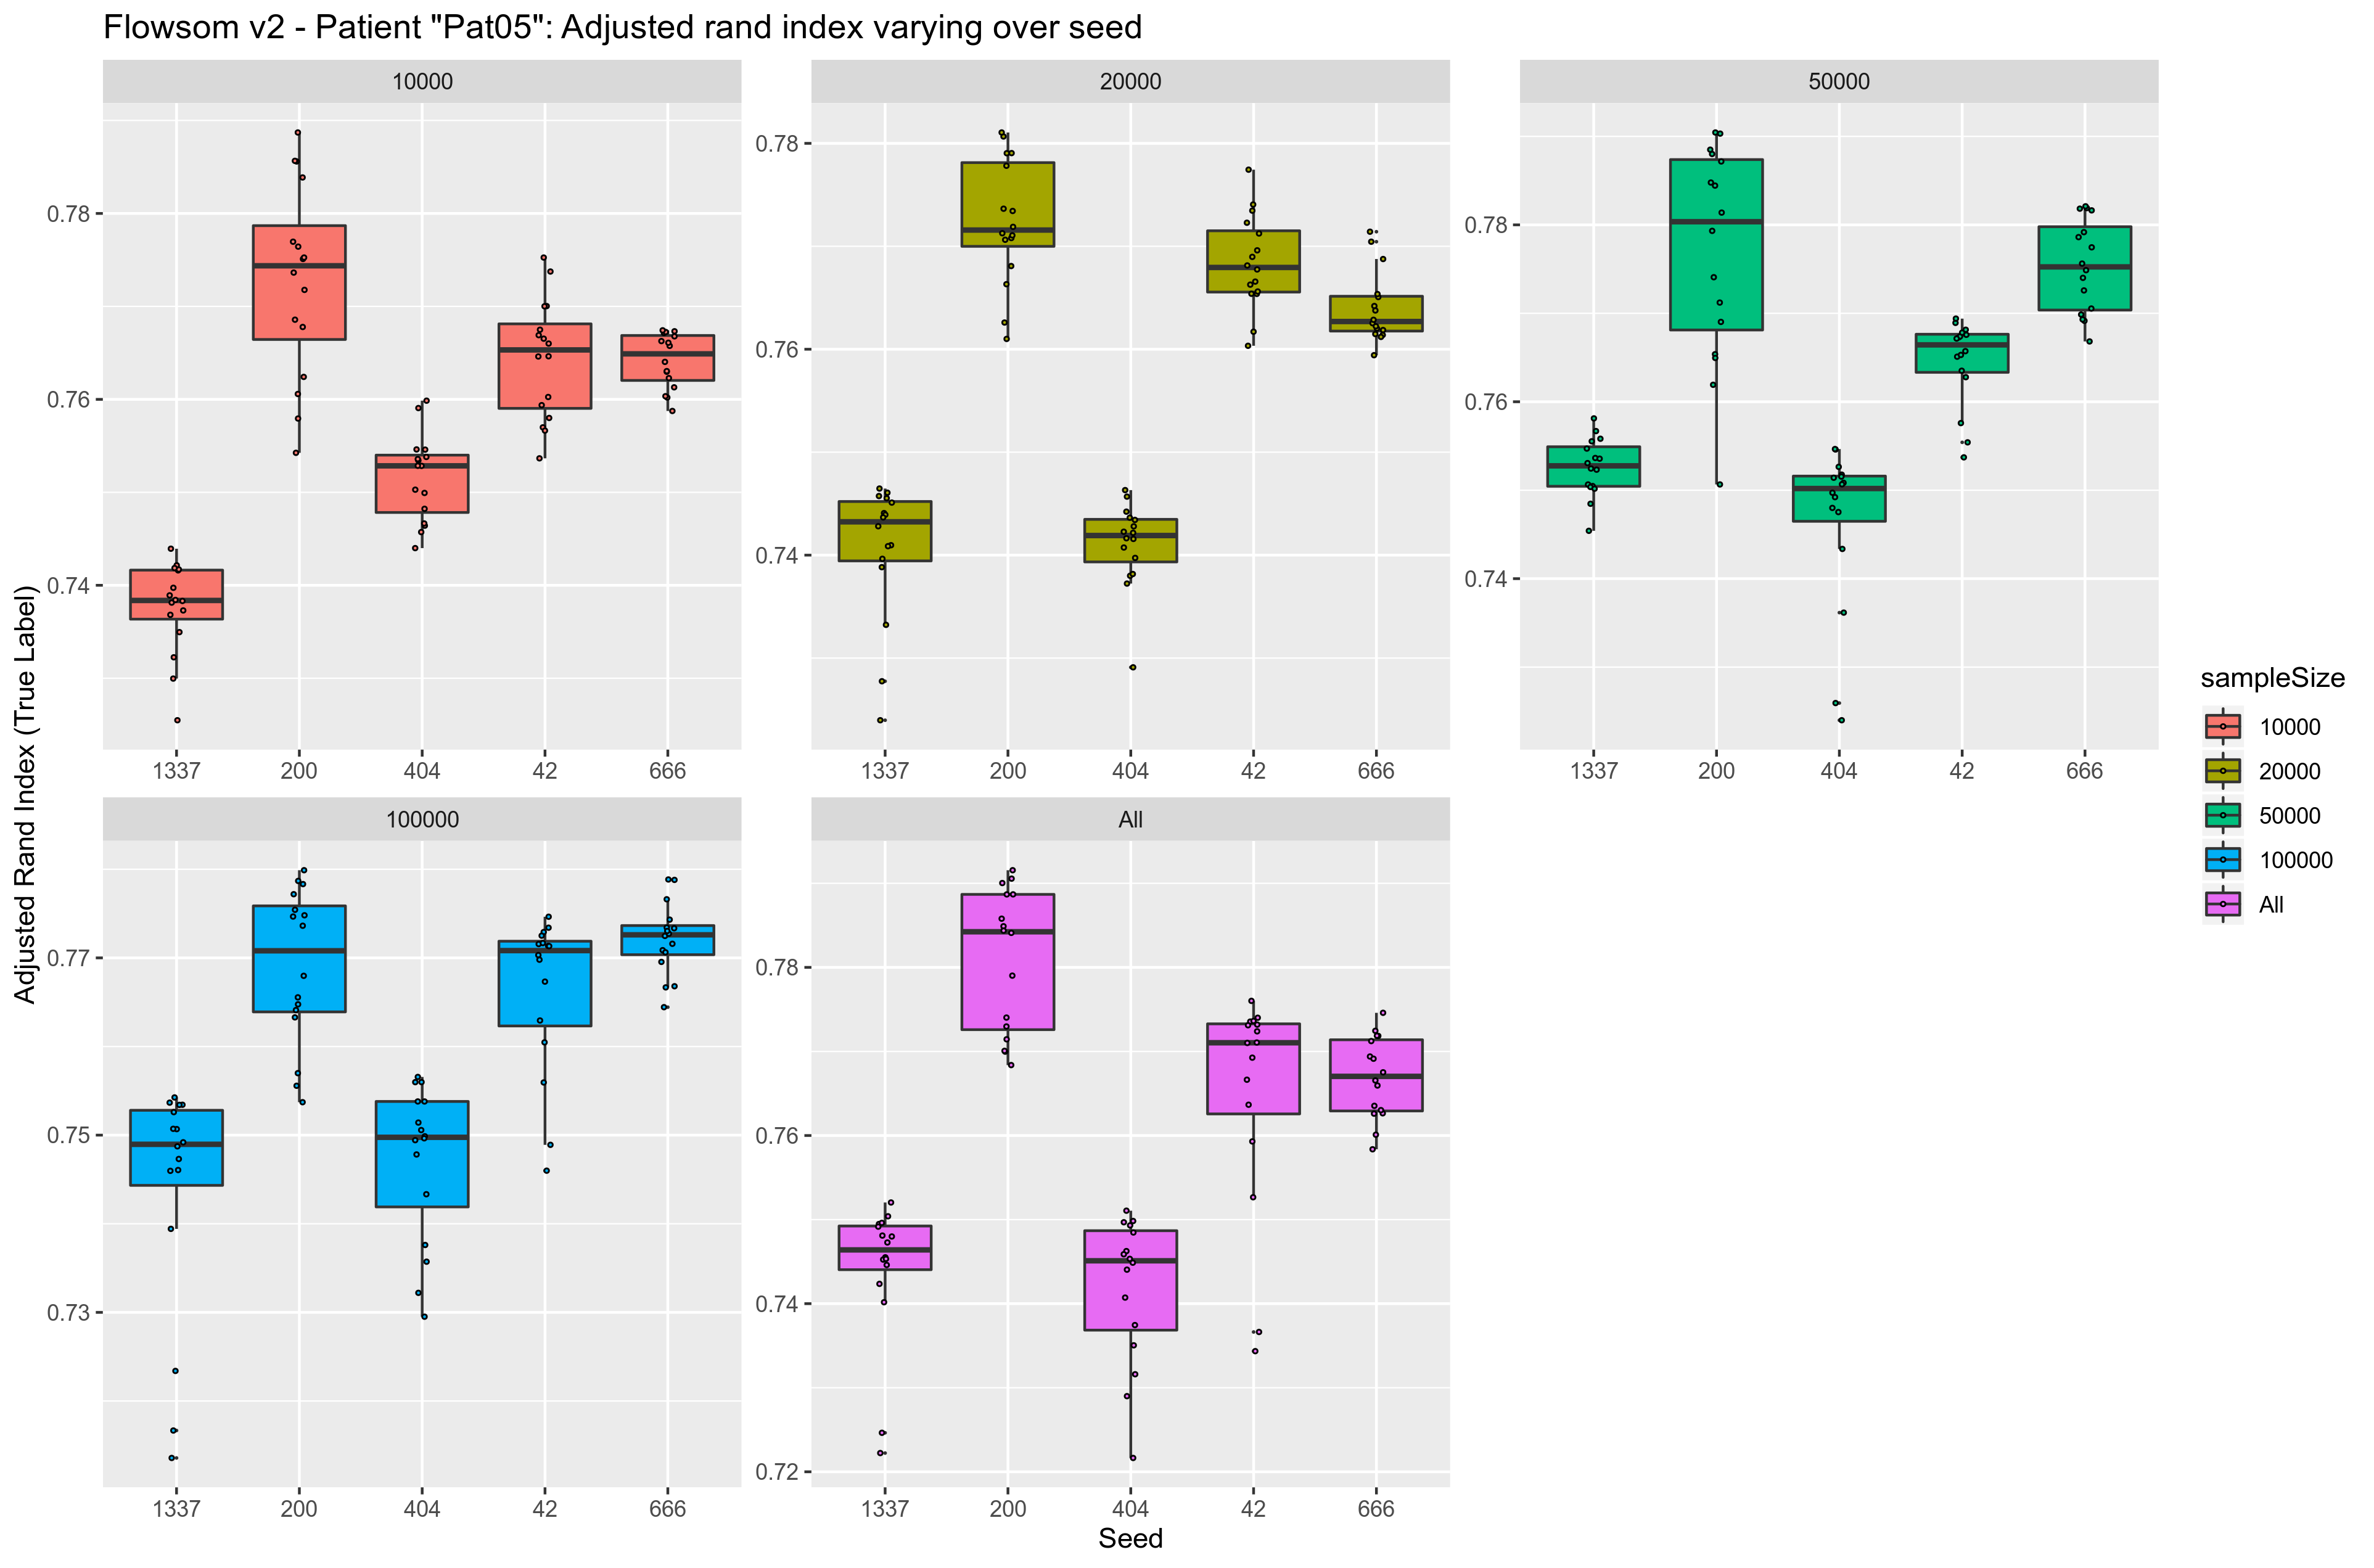 Flowsom v2 - Patient "Pat05": Adjusted rand index varying over seed
10000
20000
50000
0.78
0.76
0.74
0.78
0.76
0.74
0.78
0.76
0.74
1337 200 404 42 666
1337 200 404 42 666
1337 200 404 42 666
Adjusted Rand Index (True Label)
100000
All
0.77
0.75
0.73
0.78
0.76
0.74
0.72
1337 200 404 42 666
1337 200 404 42 666
Seed
sampleSize
10000
20000
50000
100000
All